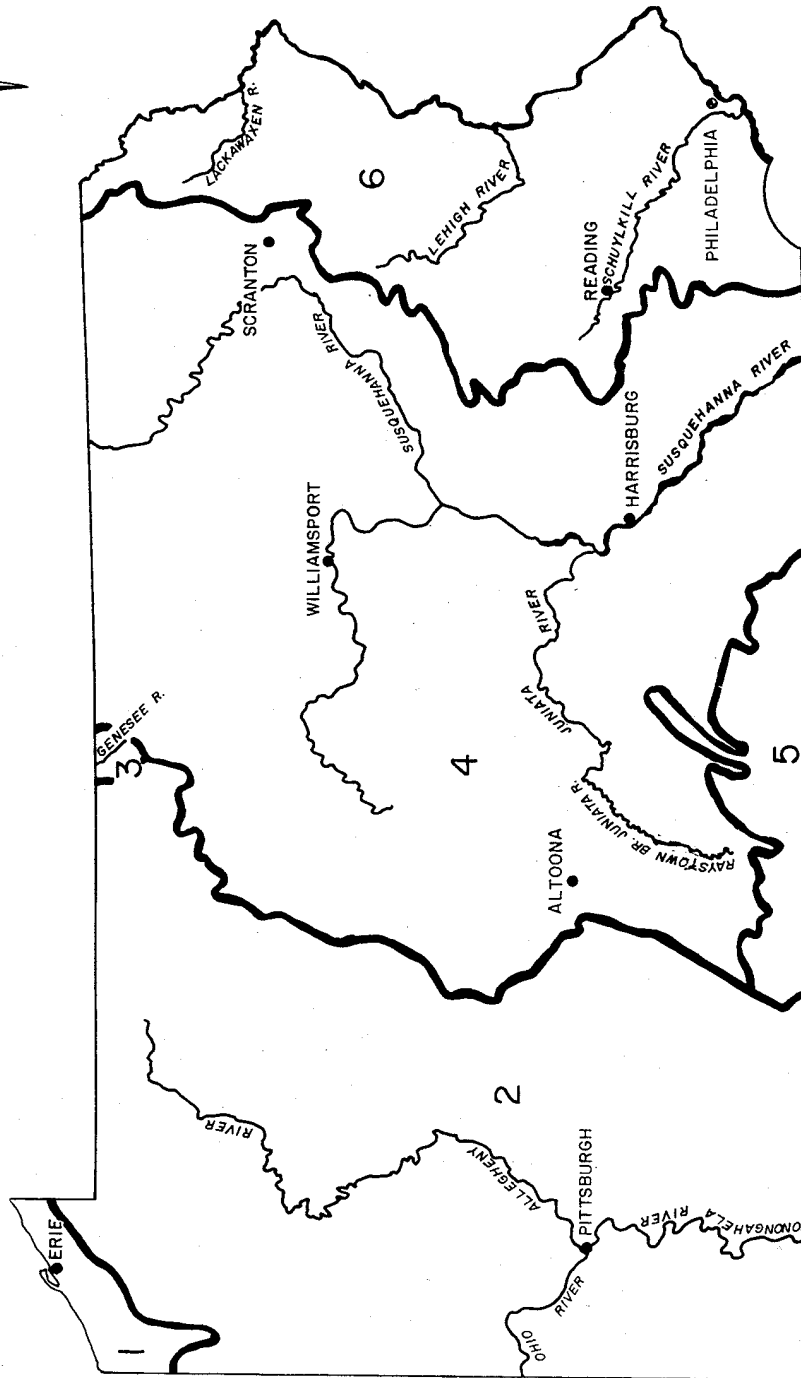 ERIE
1
RIVER
ALLEGHENY
2
PITTSBURGH
OHIO
RIVER
ONONGAHELA
RIVER
3
GENESEE R.
WILLIAMSPORT
4
ALTOONA
JUNIATA
RIVER
RAYSTOWN BR. JUNIATA R.
5
SCRANTON
SUSQUEHANNA
RIVER
HARRISBURG
SUSQUEHANNA RIVER
LACKAWAXEN R.
6
LEHIGH RIVER
READING
SCHUYLKILL RIVER
PHILADELPHIA